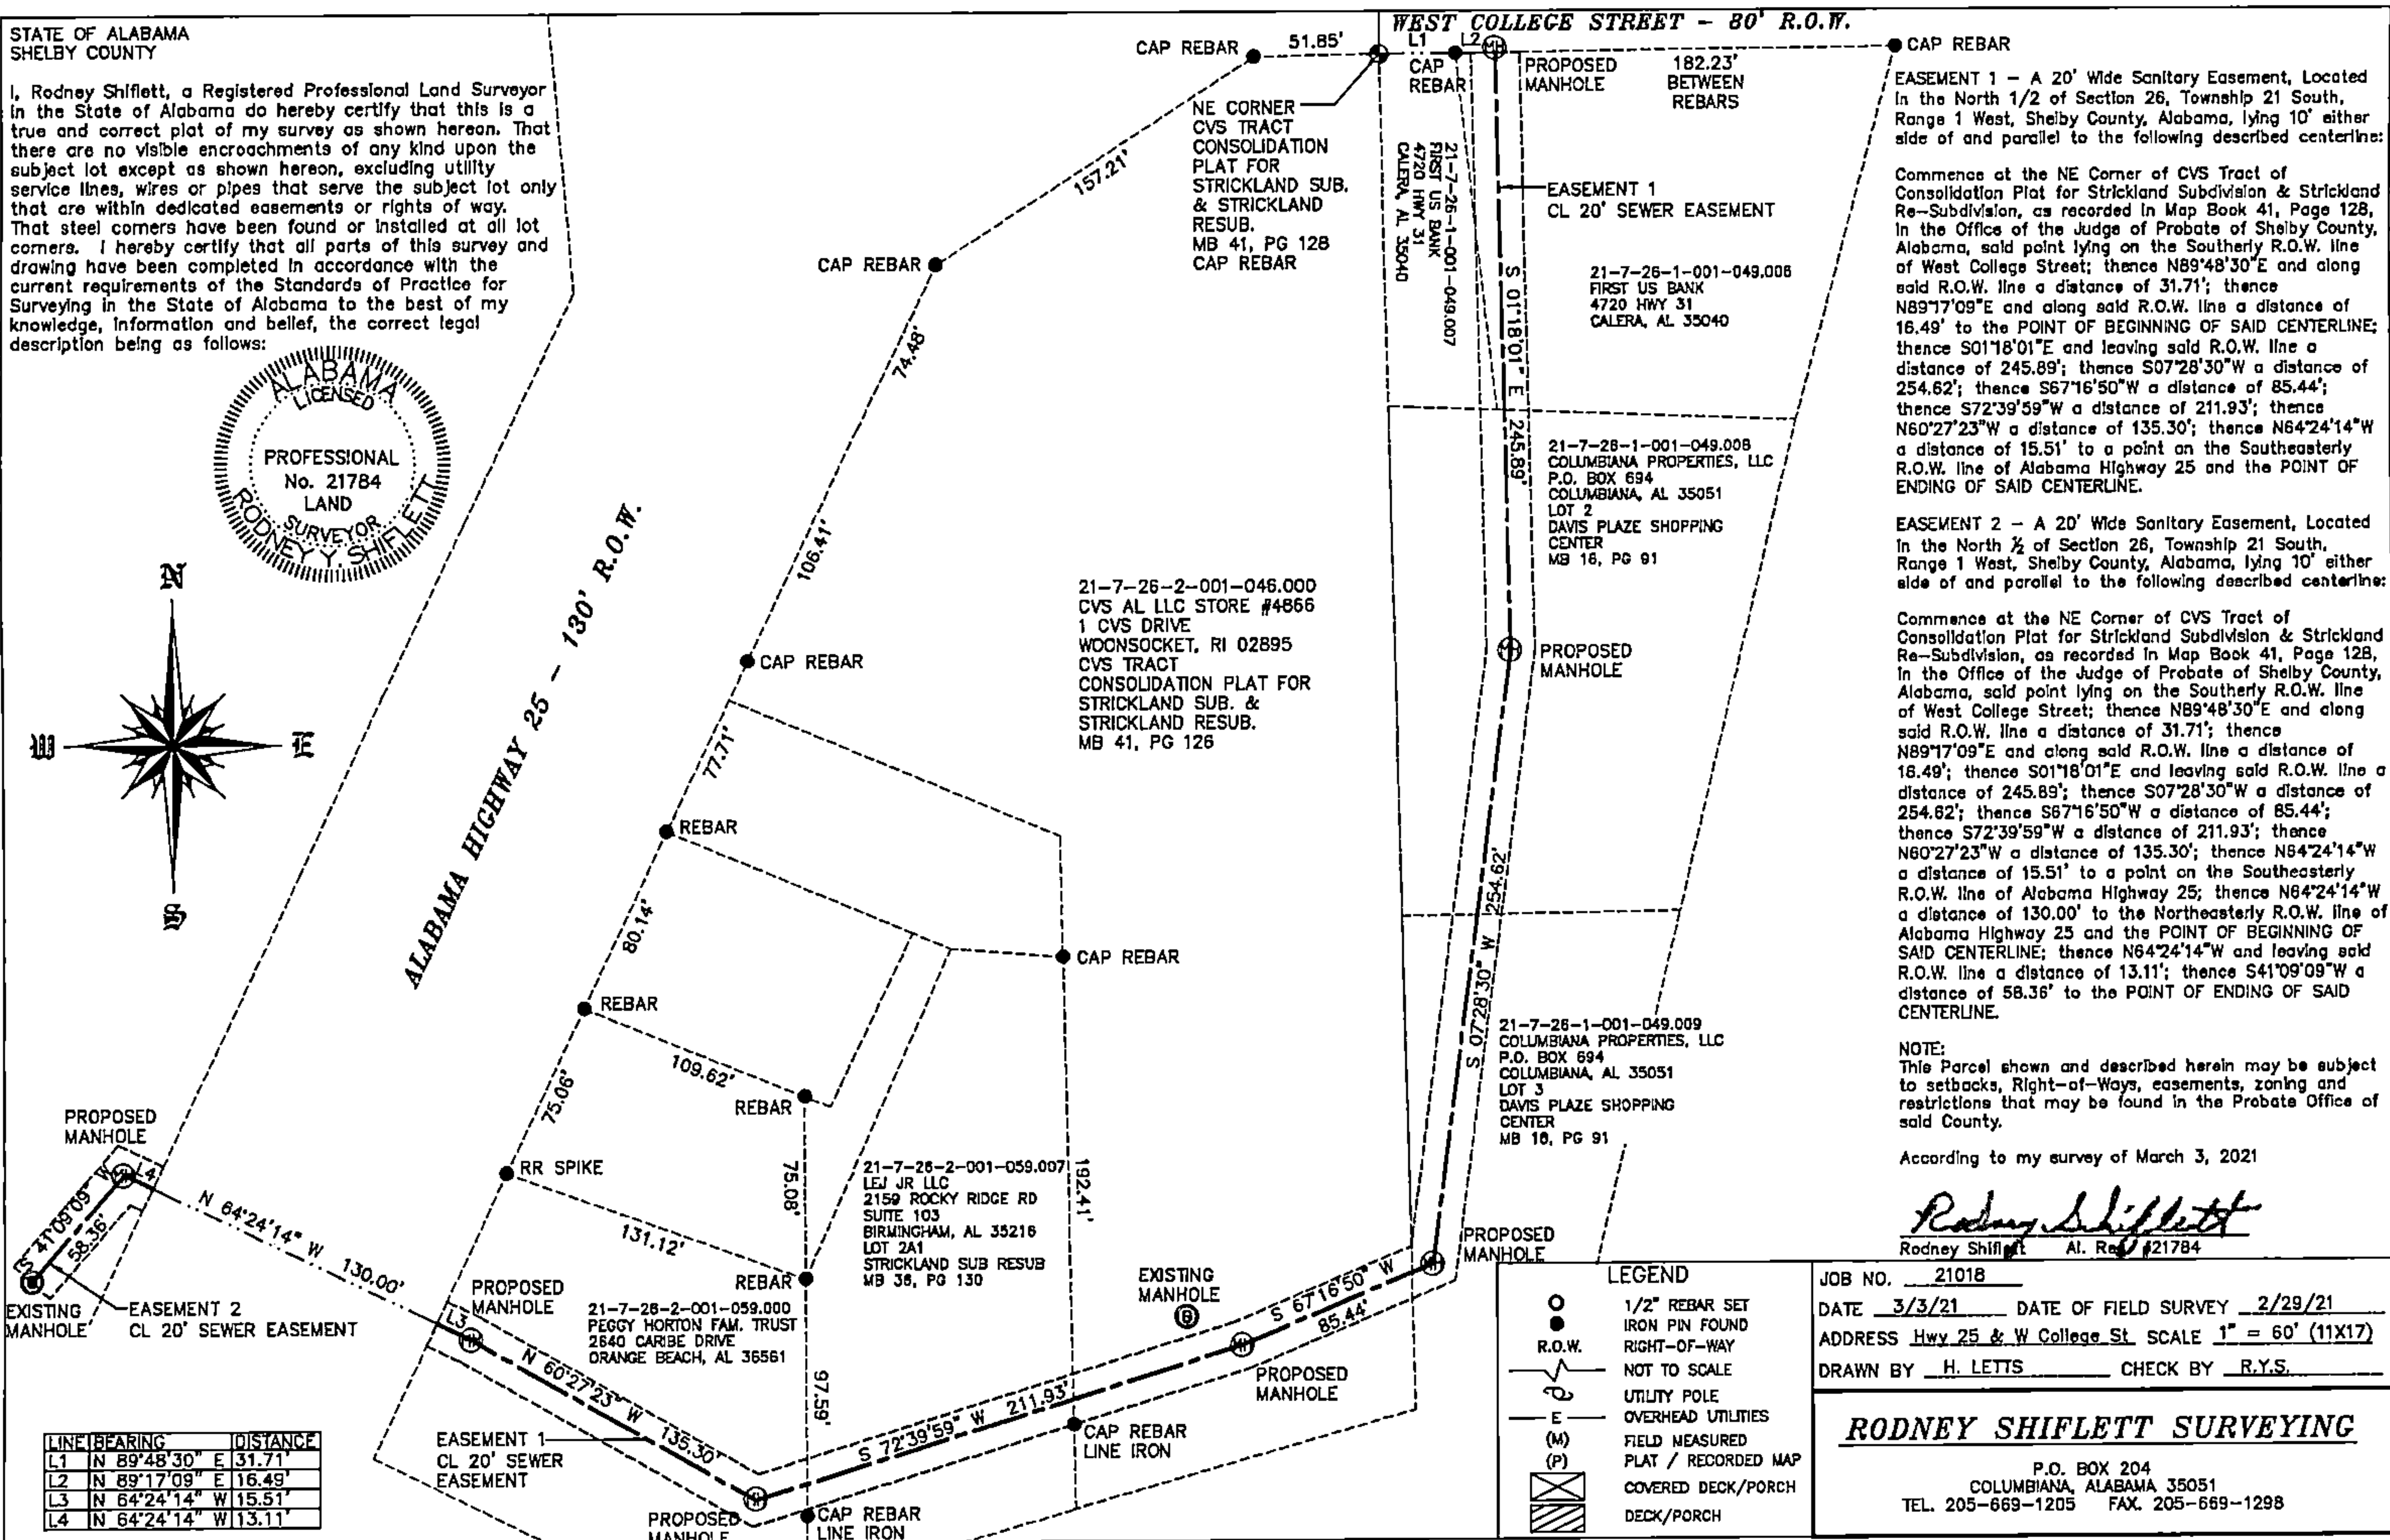 STATE OF ALABAMA
SHELBY COUNTY
I, Rodney Shiflett, a Registered Professional Land Surveyor
in the State of Alabama do hereby certify that this is a
true and correct plat of my survey as shown hereon. That
there are no visible encroachments of any kind upon the
subject lot except as shown hereon, excluding utility
service lines, wires or pipes that serve the subject lot only
that are within dedicated easements or rights of way.
That steel corners have been found or installed at all lot
corners. I hereby certify that all parts of this survey and
drawing have been completed in accordance with the
current requirements of the Standards of Practice for
Surveying in the State of Alabama to the best of my
knowledge, information and belief, the correct legal
description being as follows:
ALABAMA
LICENSED
PROFESSIONAL
No. 21784
LAND
SURVEYOR
RODNEY Y. SHIFLETT
N
W
E
S
ALABAMA HIGHWAY 25 - 130' R.O.W.
WEST COLLEGE STREET - 80' R.O.W.
CAP REBAR
51.85'
L1
L2
MH
CAP
REBAR
PROPOSED
MANHOLE
182.23'
BETWEEN
REBARS
CAP REBAR
NE CORNER
CVS TRACT
CONSOLIDATION
PLAT FOR
STRICKLAND SUB.
& STRICKLAND
RESUB.
MB 41, PG 128
CAP REBAR
157.21'
CAP REBAR
74.48'
106.41'
CAP REBAR
77.71'
REBAR
80.14'
REBAR
75.06'
RR SPIKE
109.62'
REBAR
75.08'
131.12'
REBAR
97.59'
CAP REBAR
192.41'
21-7-26-1-001-049.007
FIRST US BANK
4720 HWY 31
CALERA, AL 35040
EASEMENT 1
CL 20' SEWER EASEMENT
S 01°18'01" E 245.89'
21-7-26-1-001-049.006
FIRST US BANK
4720 HWY 31
CALERA, AL 35040
21-7-26-1-001-049.008
COLUMBIANA PROPERTIES, LLC
P.O. BOX 694
COLUMBIANA, AL 35051
LOT 2
DAVIS PLAZE SHOPPING
CENTER
MB 16, PG 91
MH
PROPOSED
MANHOLE
21-7-26-2-001-046.000
CVS AL LLC STORE #4866
1 CVS DRIVE
WOONSOCKET, RI 02895
CVS TRACT
CONSOLIDATION PLAT FOR
STRICKLAND SUB. &
STRICKLAND RESUB.
MB 41, PG 126
S 07°28'30" W 254.62'
21-7-26-1-001-049.009
COLUMBIANA PROPERTIES, LLC
P.O. BOX 694
COLUMBIANA, AL 35051
LOT 3
DAVIS PLAZE SHOPPING
CENTER
MB 16, PG 91
21-7-26-2-001-059.007
LEJ JR LLC
2159 ROCKY RIDGE RD
SUITE 103
BIRMINGHAM, AL 35216
LOT 2A1
STRICKLAND SUB RESUB
MB 36, PG 130
PROPOSED
MANHOLE
MH
L4
S 41°09'09" W
58.36'
EXISTING
MANHOLE
EASEMENT 2
CL 20' SEWER EASEMENT
N 64°24'14" W 130.00'
PROPOSED
MANHOLE
L3
MH
21-7-26-2-001-059.000
PEGGY HORTON FAM. TRUST
2640 CARIBE DRIVE
ORANGE BEACH, AL 36561
N 60°27'23" W 135.30'
EASEMENT 1
CL 20' SEWER
EASEMENT
MH
PROPOSED
MANHOLE
CAP REBAR
LINE IRON
S 72°39'59" W 211.93'
CAP REBAR
LINE IRON
EXISTING
MANHOLE
S 67°16'50" W
85.44'
MH
PROPOSED
MANHOLE
PROPOSED
MANHOLE
MH
LINE BEARING DISTANCE
L1 N 89°48'30" E 31.71'
L2 N 89°17'09" E 16.49'
L3 N 64°24'14" W 15.51'
L4 N 64°24'14" W 13.11'
EASEMENT 1 - A 20' Wide Sanitary Easement, Located
in the North 1/2 of Section 26, Township 21 South,
Range 1 West, Shelby County, Alabama, lying 10' either
side of and parallel to the following described centerline:
Commence at the NE Corner of CVS Tract of
Consolidation Plat for Strickland Subdivision & Strickland
Re-Subdivision, as recorded in Map Book 41, Page 128,
in the Office of the Judge of Probate of Shelby County,
Alabama, said point lying on the Southerly R.O.W. line
of West College Street; thence N89°48'30"E and along
said R.O.W. line a distance of 31.71'; thence
N89°17'09"E and along said R.O.W. line a distance of
16.49' to the POINT OF BEGINNING OF SAID CENTERLINE;
thence S01°18'01"E and leaving said R.O.W. line a
distance of 245.89'; thence S07°28'30"W a distance of
254.62'; thence S67°16'50"W a distance of 85.44';
thence S72°39'59"W a distance of 211.93'; thence
N60°27'23"W a distance of 135.30'; thence N64°24'14"W
a distance of 15.51' to a point on the Southeasterly
R.O.W. line of Alabama Highway 25 and the POINT OF
ENDING OF SAID CENTERLINE.
EASEMENT 2 - A 20' Wide Sanitary Easement, Located
in the North ½ of Section 26, Township 21 South,
Range 1 West, Shelby County, Alabama, lying 10' either
side of and parallel to the following described centerline:
Commence at the NE Corner of CVS Tract of
Consolidation Plat for Strickland Subdivision & Strickland
Re-Subdivision, as recorded in Map Book 41, Page 128,
in the Office of the Judge of Probate of Shelby County,
Alabama, said point lying on the Southerly R.O.W. line
of West College Street; thence N89°48'30"E and along
said R.O.W. line a distance of 31.71'; thence
N89°17'09"E and along said R.O.W. line a distance of
16.49'; thence S01°18'01"E and leaving said R.O.W. line a
distance of 245.89'; thence S07°28'30"W a distance of
254.62'; thence S67°16'50"W a distance of 85.44';
thence S72°39'59"W a distance of 211.93'; thence
N60°27'23"W a distance of 135.30'; thence N64°24'14"W
a distance of 15.51' to a point on the Southeasterly
R.O.W. line of Alabama Highway 25; thence N64°24'14"W
a distance of 130.00' to the Northeasterly R.O.W. line of
Alabama Highway 25 and the POINT OF BEGINNING OF
SAID CENTERLINE; thence N64°24'14"W and leaving said
R.O.W. line a distance of 13.11'; thence S41°09'09"W a
distance of 58.36' to the POINT OF ENDING OF SAID
CENTERLINE.
NOTE:
This Parcel shown and described herein may be subject
to setbacks, Right-of-Ways, easements, zoning and
restrictions that may be found in the Probate Office of
said County.
According to my survey of March 3, 2021
Rodney Shiflett
Rodney Shiflett Al. Reg #21784
LEGEND
1/2" REBAR SET
IRON PIN FOUND
R.O.W. RIGHT-OF-WAY
NOT TO SCALE
UTILITY POLE
E OVERHEAD UTILITIES
(M) FIELD MEASURED
(P) PLAT / RECORDED MAP
COVERED DECK/PORCH
DECK/PORCH
JOB NO. 21018
DATE 3/3/21 DATE OF FIELD SURVEY 2/29/21
ADDRESS Hwy 25 & W College St SCALE 1" = 60' (11X17)
DRAWN BY H. LETTS CHECK BY R.Y.S.
RODNEY SHIFLETT SURVEYING
P.O. BOX 204
COLUMBIANA, ALABAMA 35051
TEL. 205-669-1205 FAX. 205-669-1298